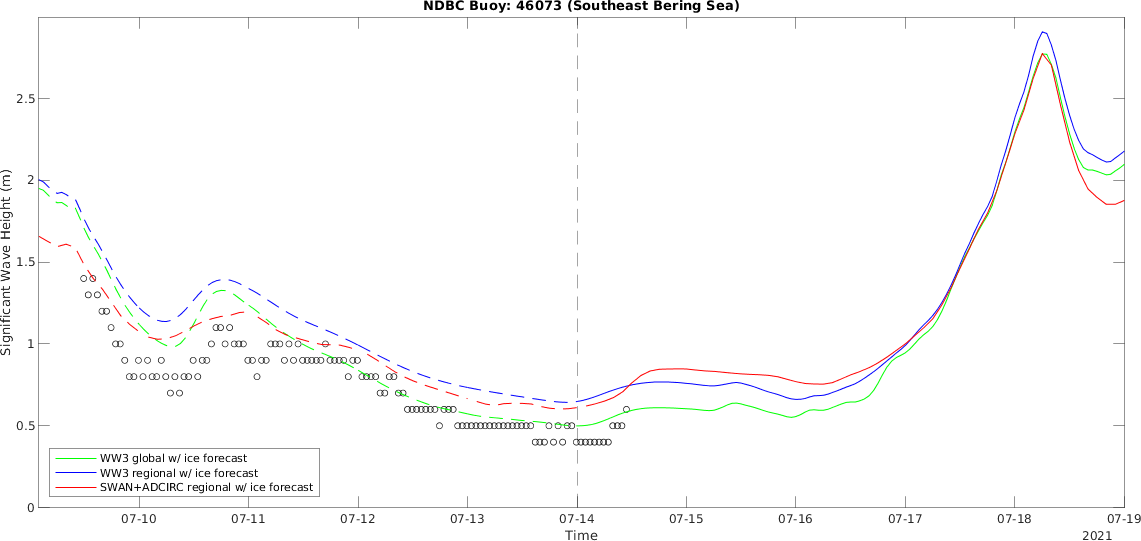 NDBC Buoy: 46073 (Southeast Bering Sea)
Significant Wave Height (m)
2.5
2
1.5
1
0.5
0
WW3 global w/ ice forecast
WW3 regional w/ ice forecast
SWAN+ADCIRC regional w/ ice forecast
07-10
07-11
07-12
07-13
07-14
07-15
07-16
07-17
07-18
07-19
Time
2021